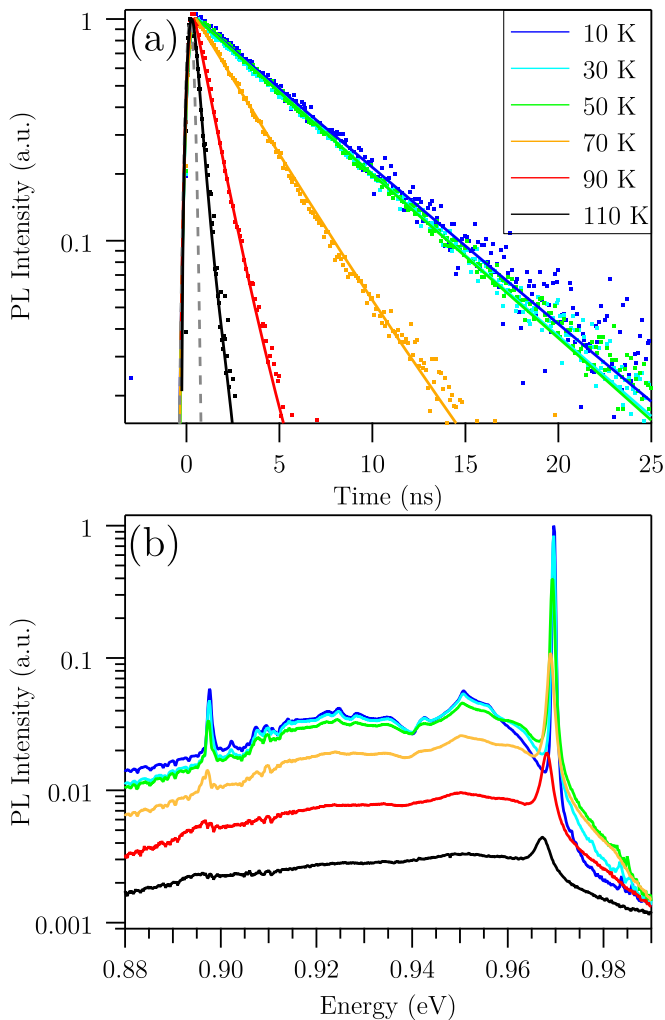 (a)
1
0.1
PL Intensity (a.u.)
10 K
30 K
50 K
70 K
90 K
110 K
0
5
10
15
20
25
Time (ns)
(b)
1
0.1
0.01
0.001
PL Intensity (a.u.)
0.88
0.90
0.92
0.94
0.96
0.98
Energy (eV)